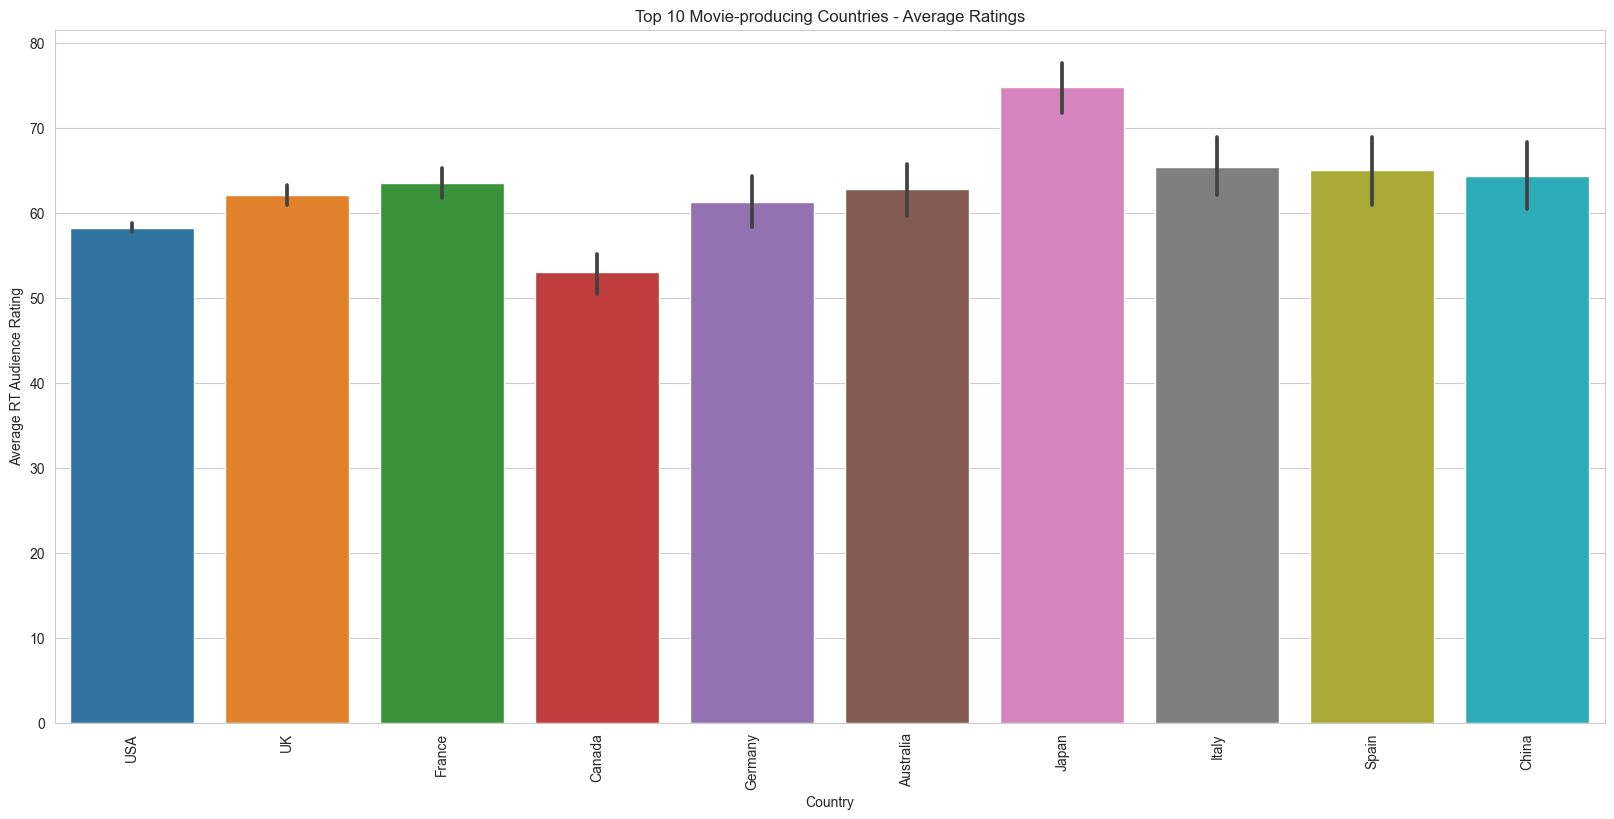 Top 10 Movie-producing Countries - Average Ratings
Average RT Audience Rating
80
70
60
50
40
30
20
10
0
USA
UK
France
Canada
Germany
Australia
Japan
Italy
Spain
China
Country